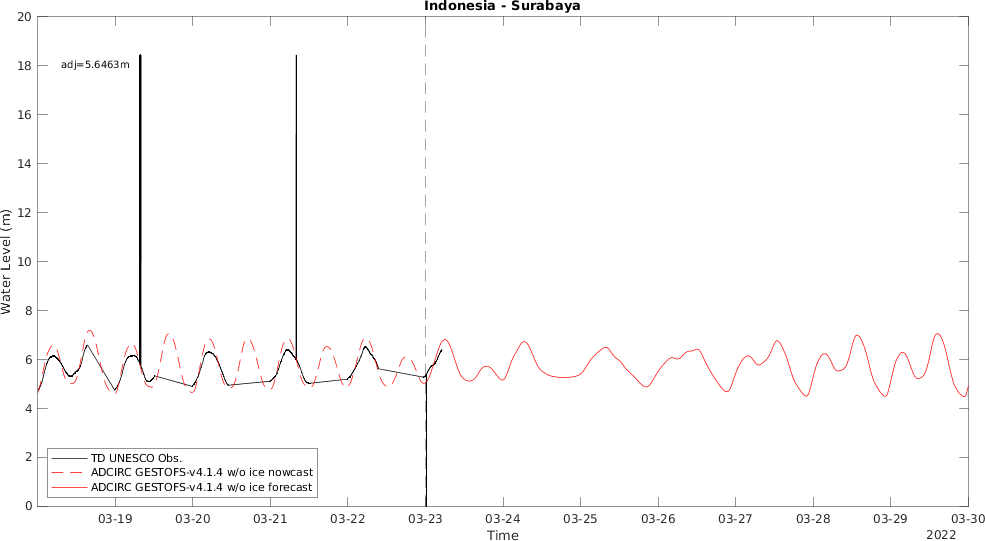 Indonesia - Surabaya
20
18
16
14
12
10
8
6
4
2
0
Water Level (m)
adj=5.6463m
TD UNESCO Obs.
ADCIRC GESTOFS-v4.1.4 w/o ice nowcast
ADCIRC GESTOFS-v4.1.4 w/o ice forecast
03-19 03-20 03-21 03-22 03-23 03-24 03-25 03-26 03-27 03-28 03-29 03-30
Time
2022